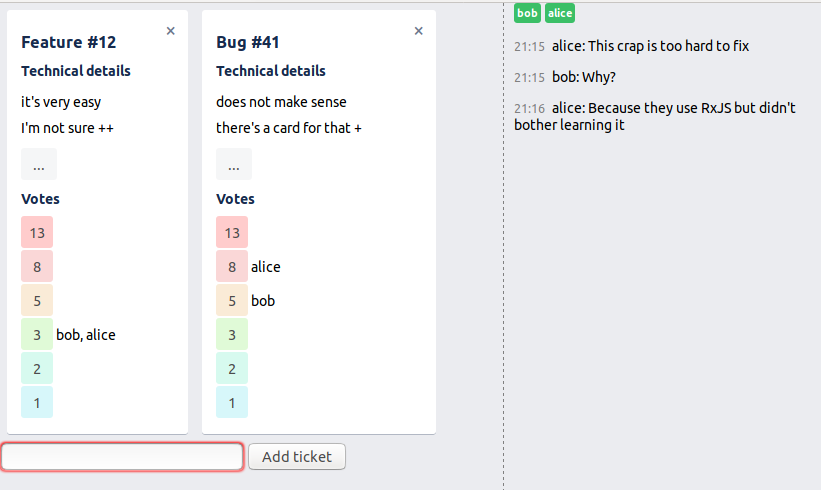 Feature #12
×
Technical details
it's very easy
I'm not sure ++
...
Votes
13
8
5
3 bob, alice
2
1
Bug #41
×
Technical details
does not make sense
there's a card for that +
...
Votes
13
8 alice
5 bob
3
2
1
Add ticket
bob alice
21:15 alice: This crap is too hard to fix
21:15 bob: Why?
21:16 alice: Because they use RxJS but didn't
bother learning it